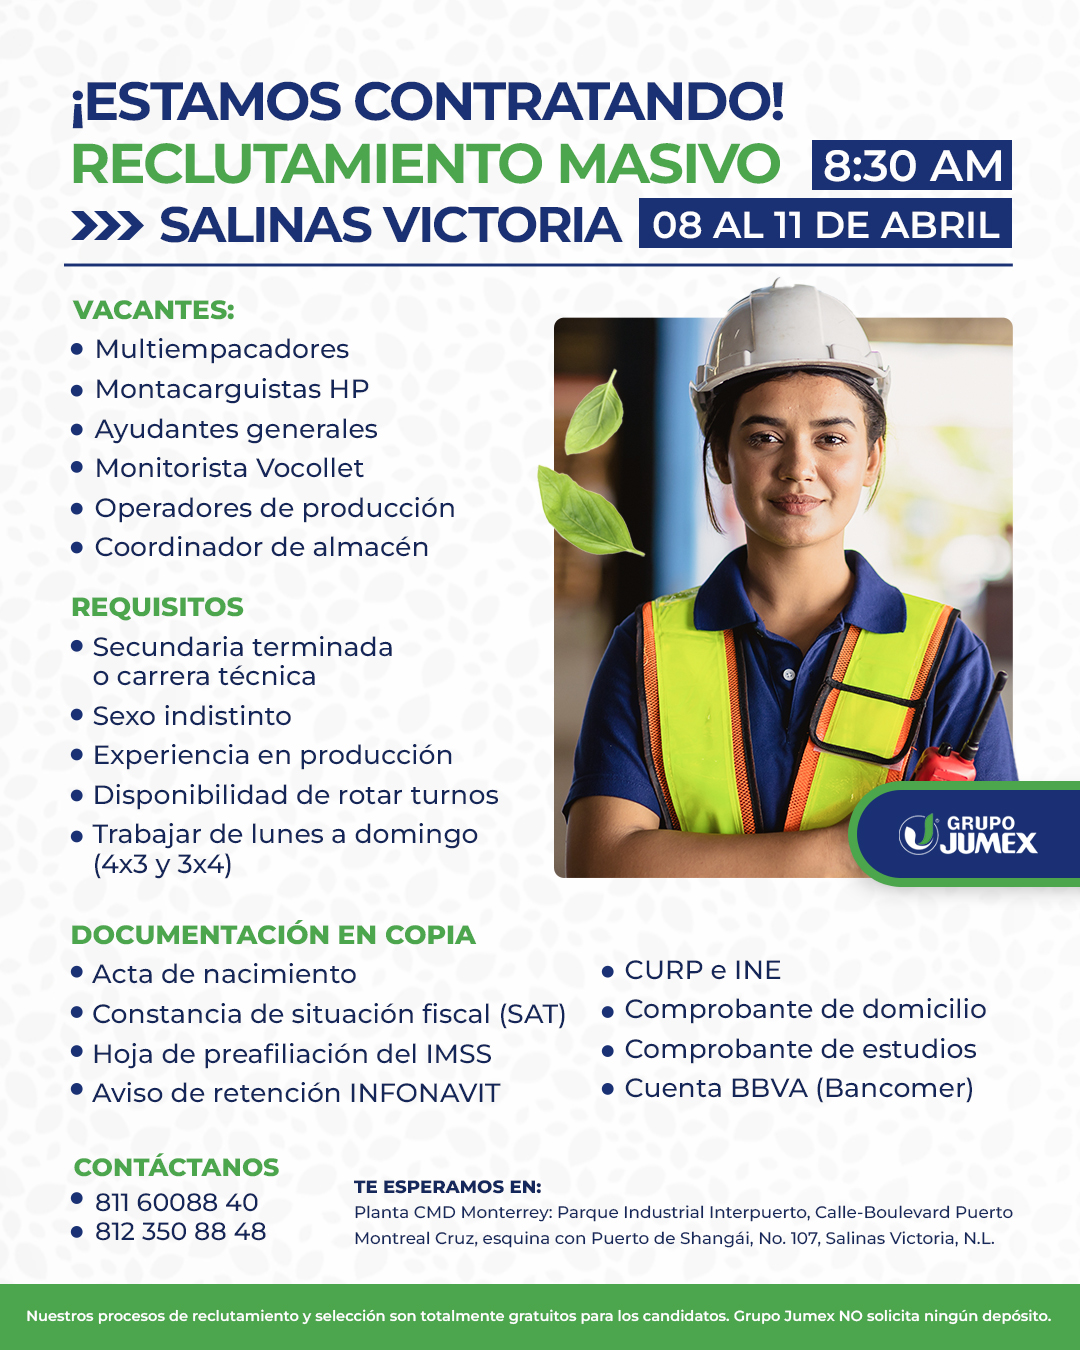 ¡ESTAMOS CONTRATANDO!
RECLUTAMIENTO MASIVO 8:30 AM
SALINAS VICTORIA 08 AL 11 DE ABRIL
VACANTES:
Multiempacadores
Montacarguistas HP
Ayudantes generales
Monitorista Vocollet
Operadores de producción
Coordinador de almacén
REQUISITOS
Secundaria terminada
o carrera técnica
Sexo indistinto
Experiencia en producción
Disponibilidad de rotar turnos
Trabajar de lunes a domingo
(4x3 y 3x4)
GRUPO
JUMEX
DOCUMENTACIÓN EN COPIA
Acta de nacimiento
Constancia de situación fiscal (SAT)
Hoja de preafiliación del IMSS
Aviso de retención INFONAVIT
CURP e INE
Comprobante de domicilio
Comprobante de estudios
Cuenta BBVA (Bancomer)
CONTÁCTANOS
811 60088 40
812 350 88 48
TE ESPERAMOS EN:
Planta CMD Monterrey: Parque Industrial Interpuerto, Calle-Boulevard Puerto
Montreal Cruz, esquina con Puerto de Shangái, No. 107, Salinas Victoria, N.L.
Nuestros procesos de reclutamiento y selección son totalmente gratuitos para los candidatos. Grupo Jumex NO solicita ningún depósito.